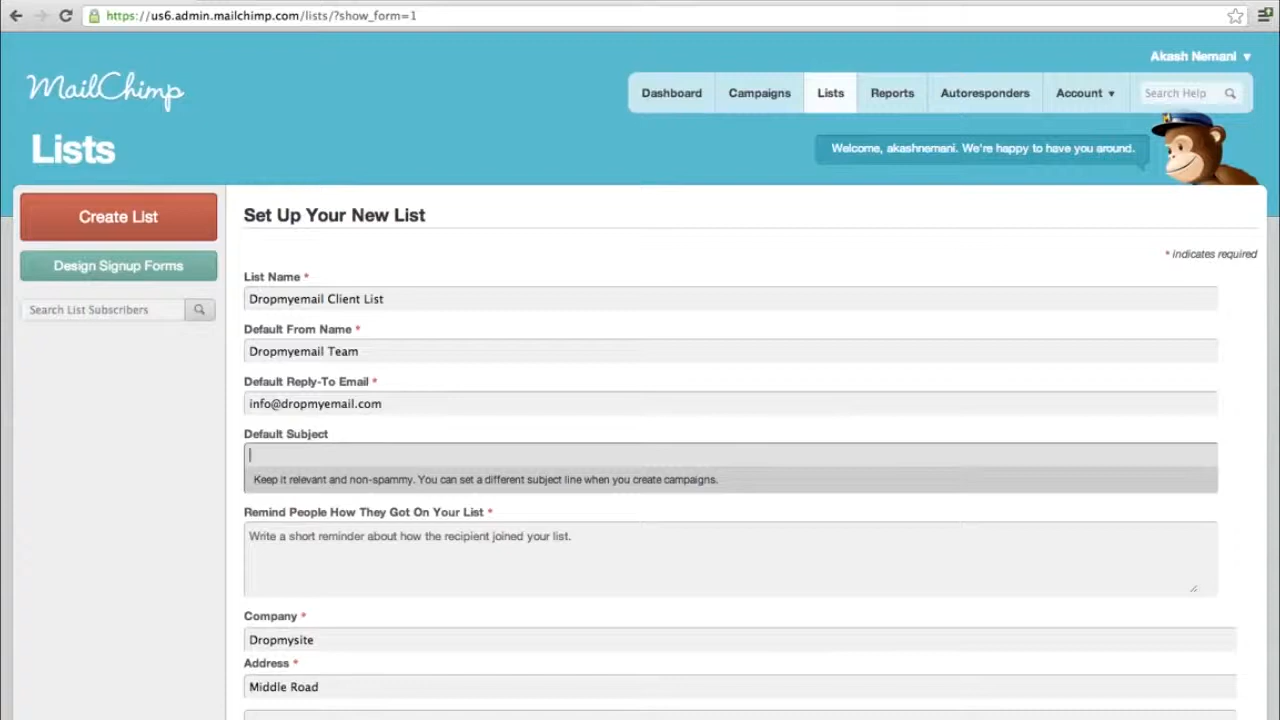 https://us6.admin.mailchimp.com/lists/?show_form=1
Akash Nemani ▼
MailChimp
Dashboard Campaigns Lists Reports Autoresponders Account ▼ Search Help
Lists
Welcome, akashnemani. We're happy to have you around.
Create List
Design Signup Forms
Search List Subscribers
Set Up Your New List
* indicates required
List Name *
Dropmyemail Client List
Default From Name *
Dropmyemail Team
Default Reply-To Email *
info@dropmyemail.com
Default Subject
Keep it relevant and non-spammy. You can set a different subject line when you create campaigns.
Remind People How They Got On Your List *
Write a short reminder about how the recipient joined your list.
Company *
Dropmysite
Address *
Middle Road